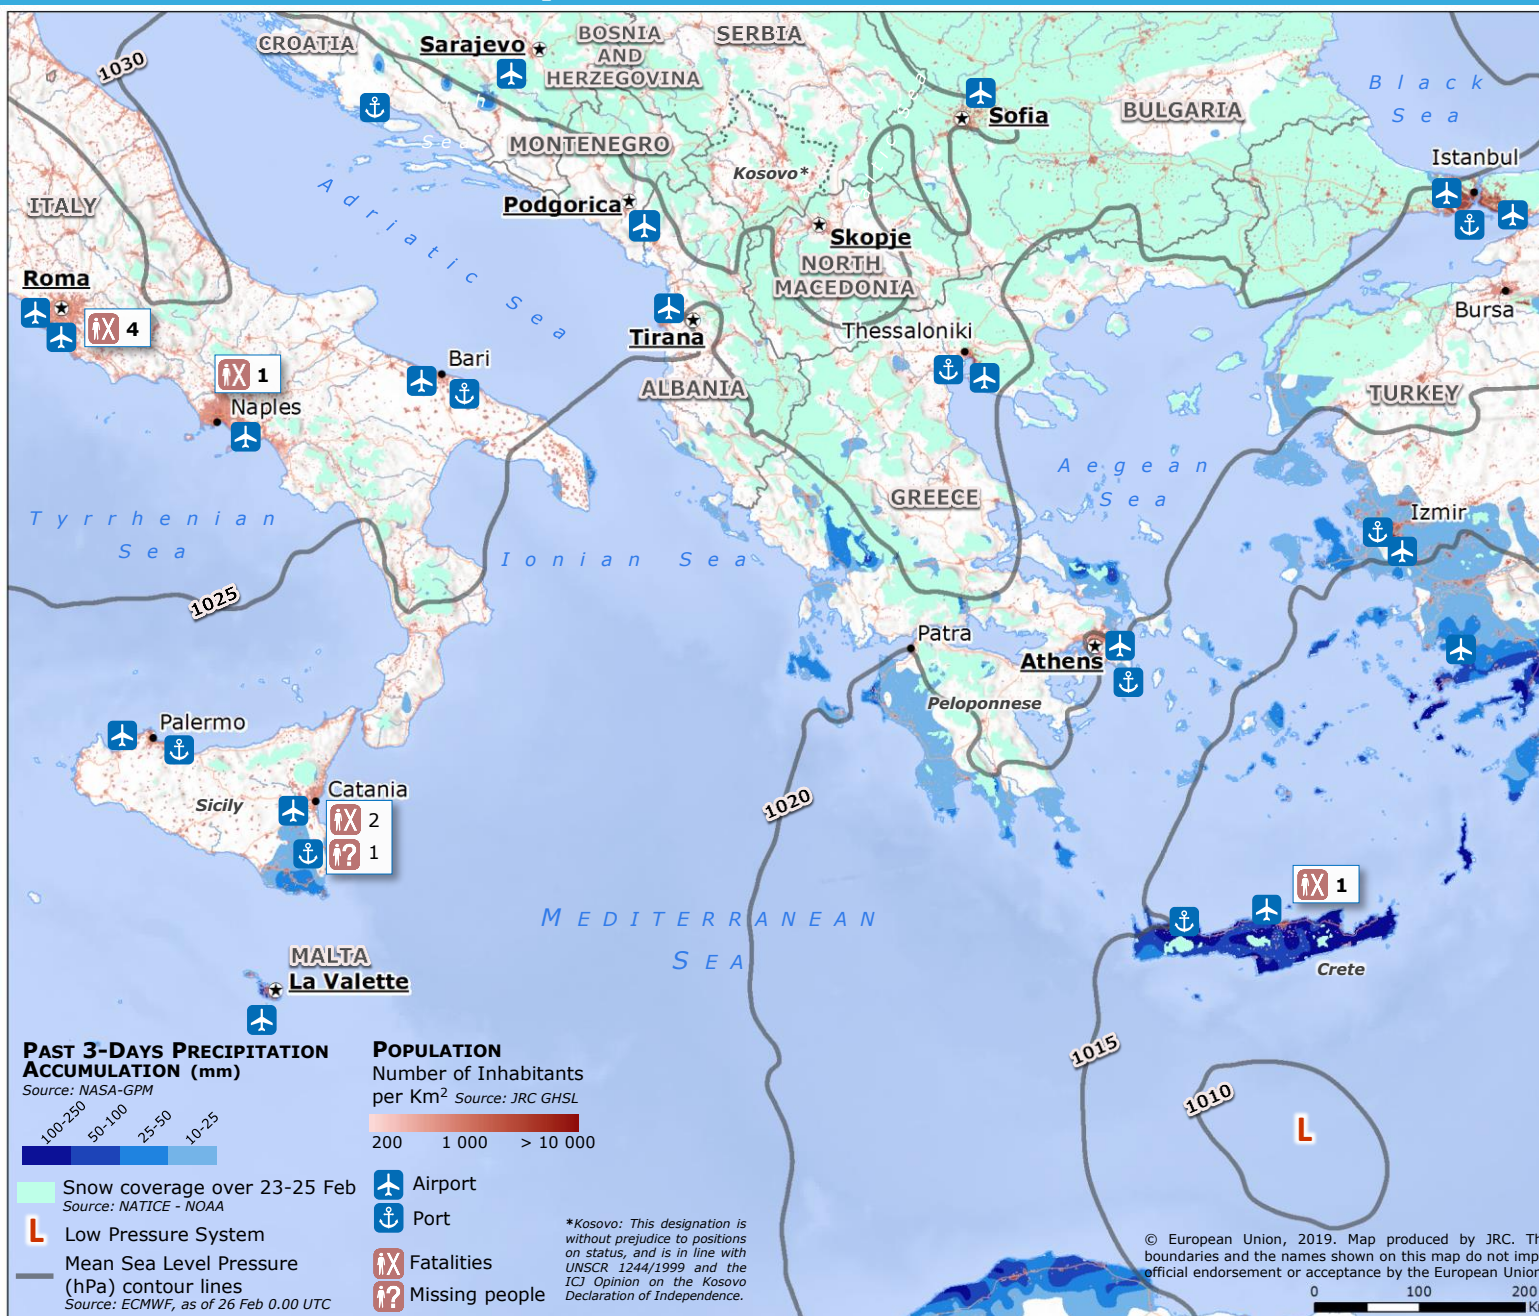 CROATIA
Sarajevo
BOSNIA
AND
HERZEGOVINA
SERBIA
1030
Black
Sea
BULGARIA
Sofia
Istanbul
Sea
MONTENEGRO
Kosovo*
ITALY
Adriatic Sea
Podgorica
Skopje
NORTH
MACEDONIA
Roma
4
Bursa
Tirana
Thessaloniki
Bari
1
ALBANIA
TURKEY
Naples
Aegean
Sea
GREECE
Izmir
Tyrrhenian
Sea
Ionian Sea
1025
Patra
Athens
Peloponnese
Palermo
Catania
Sicily
1020
2
1
1
MEDITERRANEAN
SEA
MALTA
La Valette
Crete
1015
1010
L
PAST 3-DAYS PRECIPITATION
ACCUMULATION (mm)
Source: NASA-GPM
100-250
50-100
25-50
10-25
Snow coverage over 23-25 Feb
Source: NATICE - NOAA
L Low Pressure System
Mean Sea Level Pressure
(hPa) contour lines
Source: ECMWF, as of 26 Feb 0.00 UTC
POPULATION
Number of Inhabitants
per Km² Source: JRC GHSL
200 1 000 > 10 000
Airport
Port
Fatalities
Missing people
*Kosovo: This designation is
without prejudice to positions
on status, and is in line with
UNSCR 1244/1999 and the
ICJ Opinion on the Kosovo
Declaration of Independence.
© European Union, 2019. Map produced by JRC. Th
boundaries and the names shown on this map do not imp
official endorsement or acceptance by the European Union
0 100 200